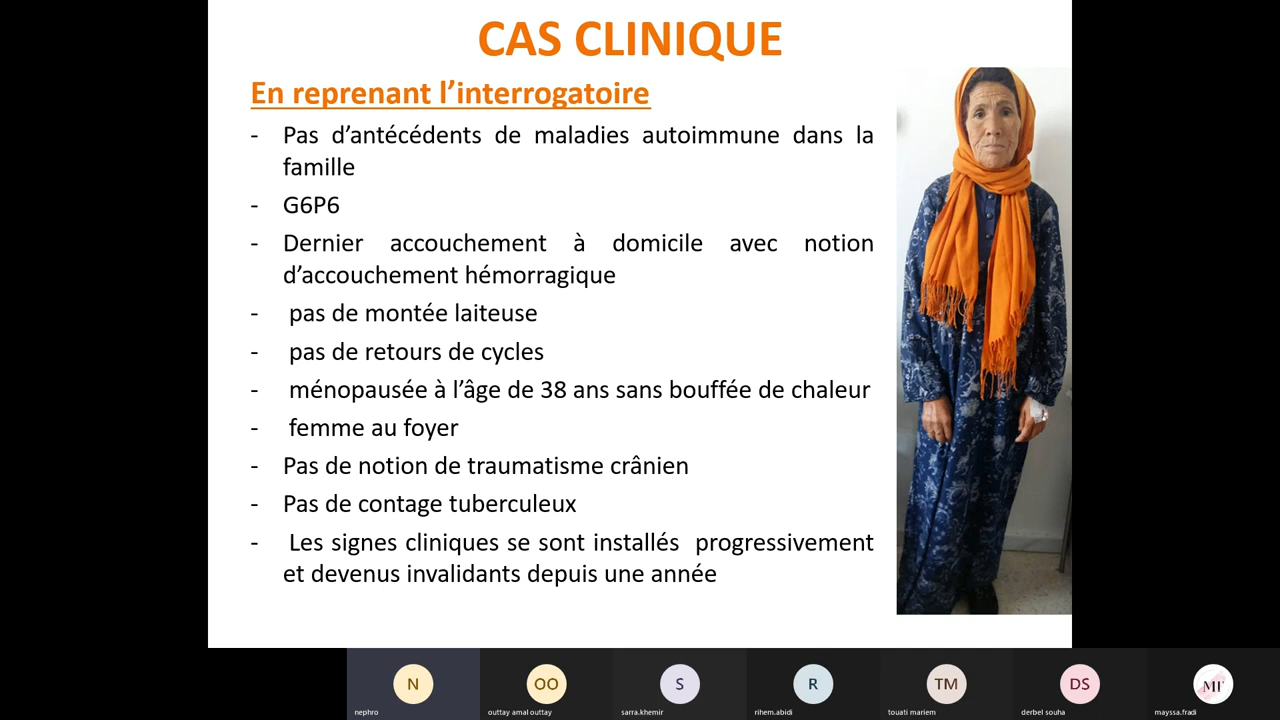 CAS CLINIQUE
En reprenant l’interrogatoire
- Pas d’antécédents de maladies autoimmune dans la
famille
- G6P6
- Dernier accouchement à domicile avec notion
d’accouchement hémorragique
- pas de montée laiteuse
- pas de retours de cycles
- ménopausée à l’âge de 38 ans sans bouffée de chaleur
- femme au foyer
- Pas de notion de traumatisme crânien
- Pas de contage tuberculeux
- Les signes cliniques se sont installés progressivement
et devenus invalidants depuis une année
N OO S R TM DS MF
nephro outtay amal outtay sarra.khemir rihem.abidi touati mariem derbel souha mayssa.fradi